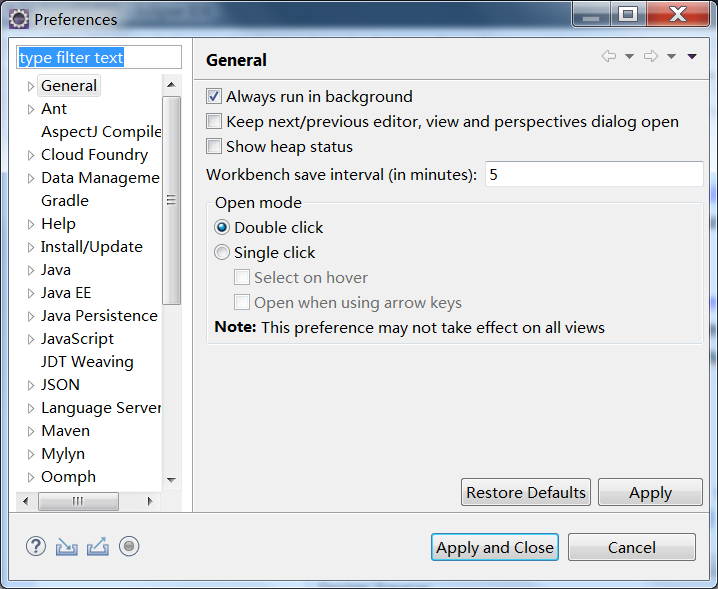 Preferences
type filter text
General
Ant
AspectJ Compile
Cloud Foundry
Data Manageme
Gradle
Help
Install/Update
Java
Java EE
Java Persistence
JavaScript
JDT Weaving
JSON
Language Server
Maven
Mylyn
Oomph
General
Always run in background
Keep next/previous editor, view and perspectives dialog open
Show heap status
Workbench save interval (in minutes): 5
Open mode
Double click
Single click
Select on hover
Open when using arrow keys
Note: This preference may not take effect on all views
Restore Defaults Apply
Apply and Close Cancel